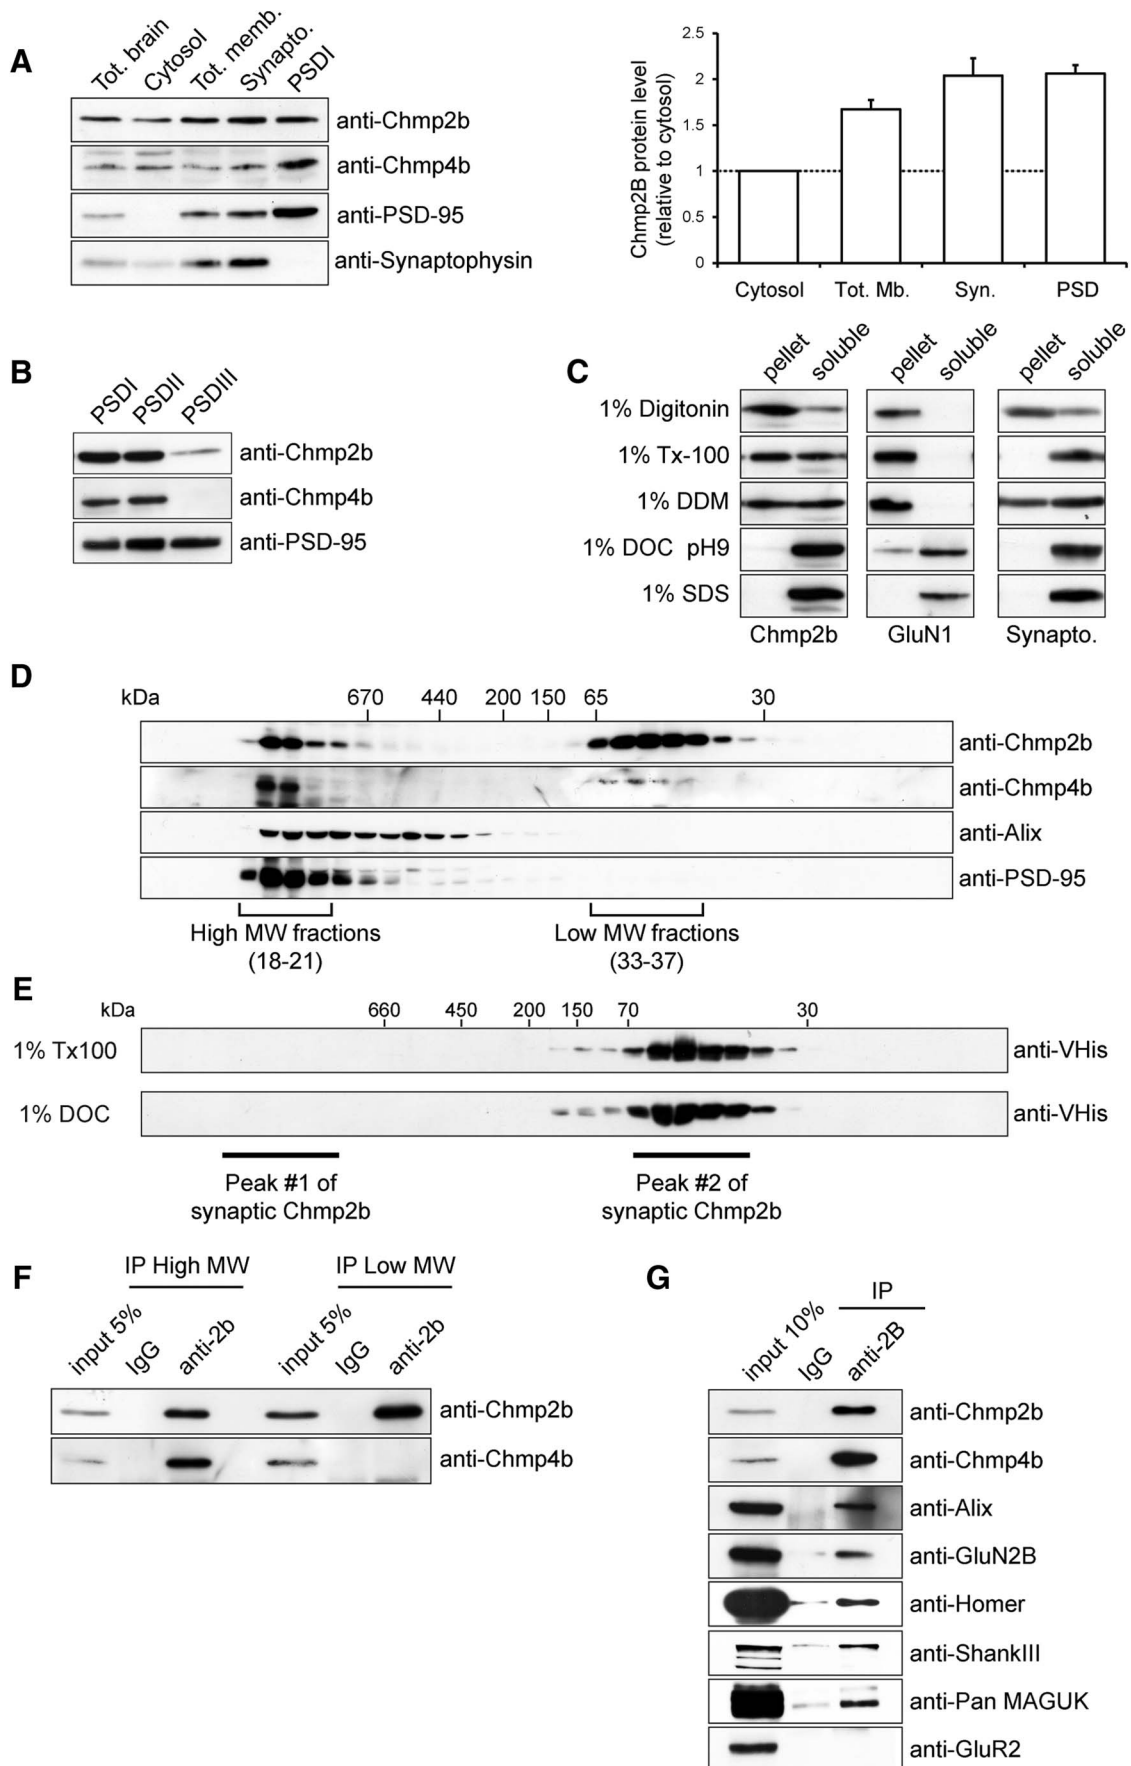 A
Tot. brain
Cytosol
Tot. memb.
Synapto.
PSDI
anti-Chmp2b
anti-Chmp4b
anti-PSD-95
anti-Synaptophysin
Chmp2B protein level
(relative to cytosol)
2.5
2
1.5
1
0.5
0
Cytosol Tot. Mb. Syn. PSD
B
PSDI
PSDII
PSDIII
anti-Chmp2b
anti-Chmp4b
anti-PSD-95
C
pellet
soluble
pellet
soluble
pellet
soluble
1% Digitonin
1% Tx-100
1% DDM
1% DOC pH9
1% SDS
Chmp2b GluN1 Synapto.
D
kDa 670 440 200 150 65 30
anti-Chmp2b
anti-Chmp4b
anti-Alix
anti-PSD-95
High MW fractions
(18-21)
Low MW fractions
(33-37)
E
kDa 660 450 200 150 70 30
1% Tx100 anti-VHis
1% DOC anti-VHis
Peak #1 of
synaptic Chmp2b
Peak #2 of
synaptic Chmp2b
F
IP High MW IP Low MW
input 5%
IgG
anti-2b
input 5%
IgG
anti-2b
anti-Chmp2b
anti-Chmp4b
G
IP
input 10%
IgG
anti-2B
anti-Chmp2b
anti-Chmp4b
anti-Alix
anti-GluN2B
anti-Homer
anti-ShankIII
anti-Pan MAGUK
anti-GluR2